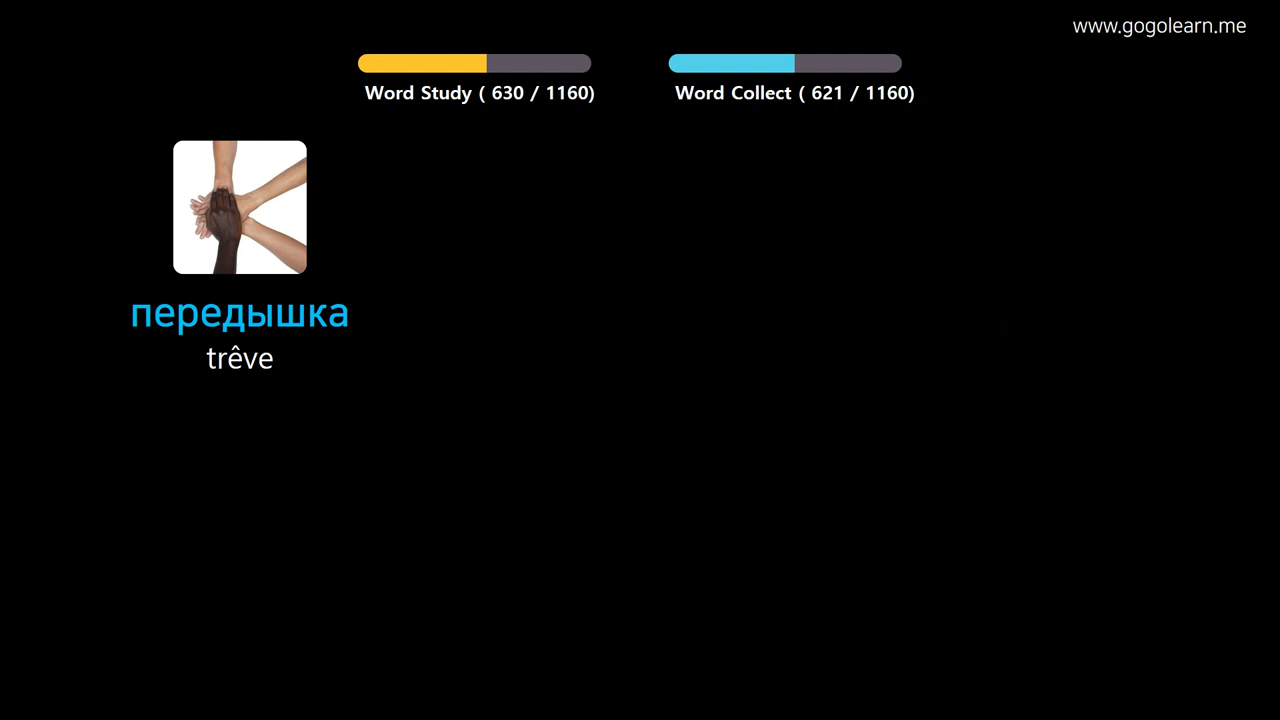 www.gogolearn.me
Word Study ( 630 / 1160)
Word Collect ( 621 / 1160)
передышка
trêve